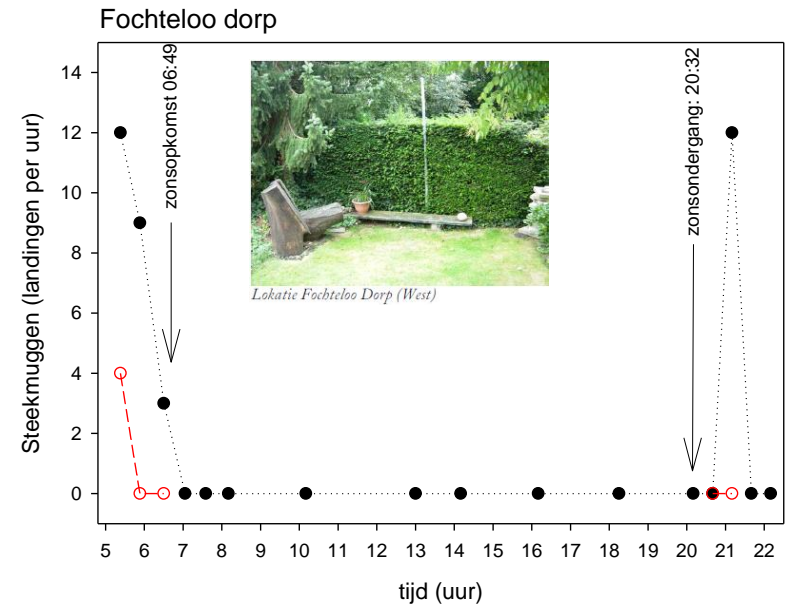 Fochteloo dorp
zonsopkomst 06:49
zonsondergang: 20:32
Lokatie Fochteloo Dorp (West)
Steekmuggen (landingen per uur)
14
12
10
8
6
4
2
0
5 6 7 8 9 10 11 12 13 14 15 16 17 18 19 20 21 22
tijd (uur)